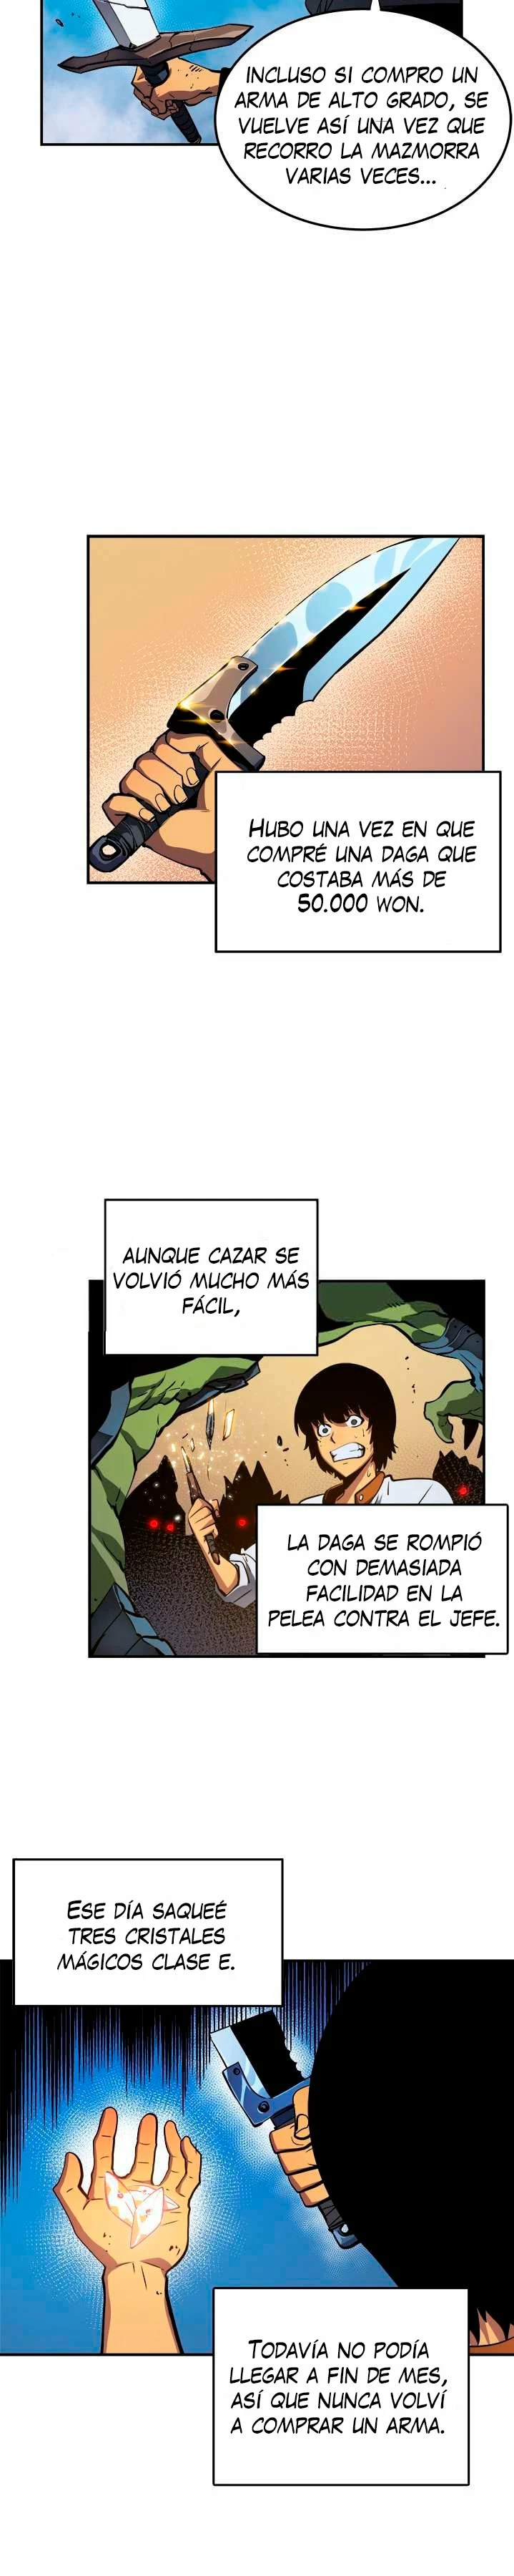 INCLUSO SI COMPRO UN
ARMA DE ALTO GRADO, SE
VUELVE ASÍ UNA VEZ QUE
RECORRO LA MAZMORRA
VARIAS VECES...
HUBO UNA VEZ EN QUE
COMPRÉ UNA DAGA QUE
COSTABA MÁS DE
50.000 WON.
AUNQUE CAZAR SE
VOLVIÓ MUCHO MÁS
FÁCIL,
LA DAGA SE ROMPIÓ
CON DEMASIADA
FACILIDAD EN LA
PELEA CONTRA EL JEFE.
ESE DÍA SAQUEÉ
TRES CRISTALES
MÁGICOS CLASE E.
TODAVÍA NO PODÍA
LLEGAR A FIN DE MES,
ASÍ QUE NUNCA VOLVÍ
A COMPRAR UN ARMA.